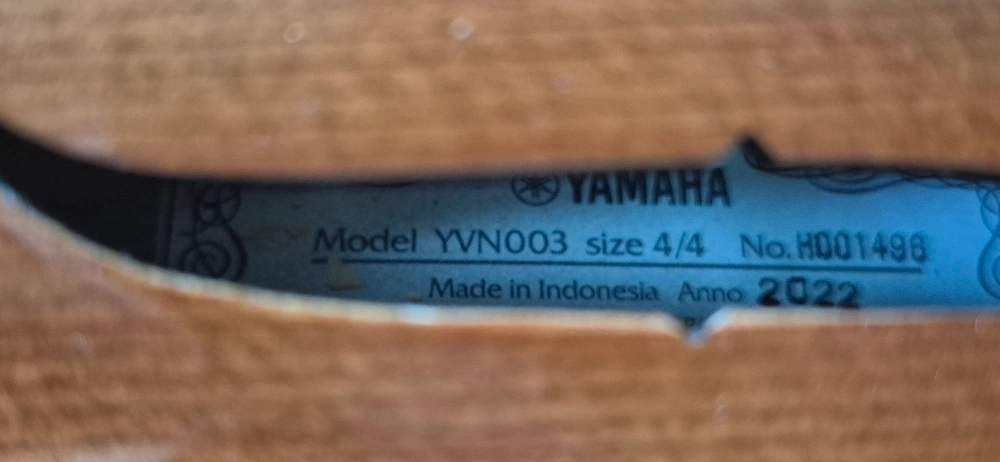 YAMAHA
Model YVN003 size 4/4 No. H001496
Made in Indonesia Anno 2022